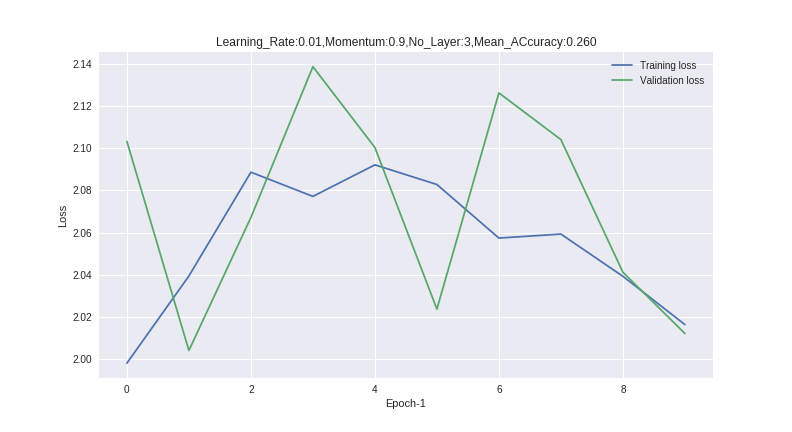 Learning_Rate:0.01,Momentum:0.9,No_Layer:3,Mean_ACcuracy:0.260
Training loss
Validation loss
2.14
2.12
2.10
2.08
2.06
2.04
2.02
2.00
Loss
0
2
4
6
8
Epoch-1